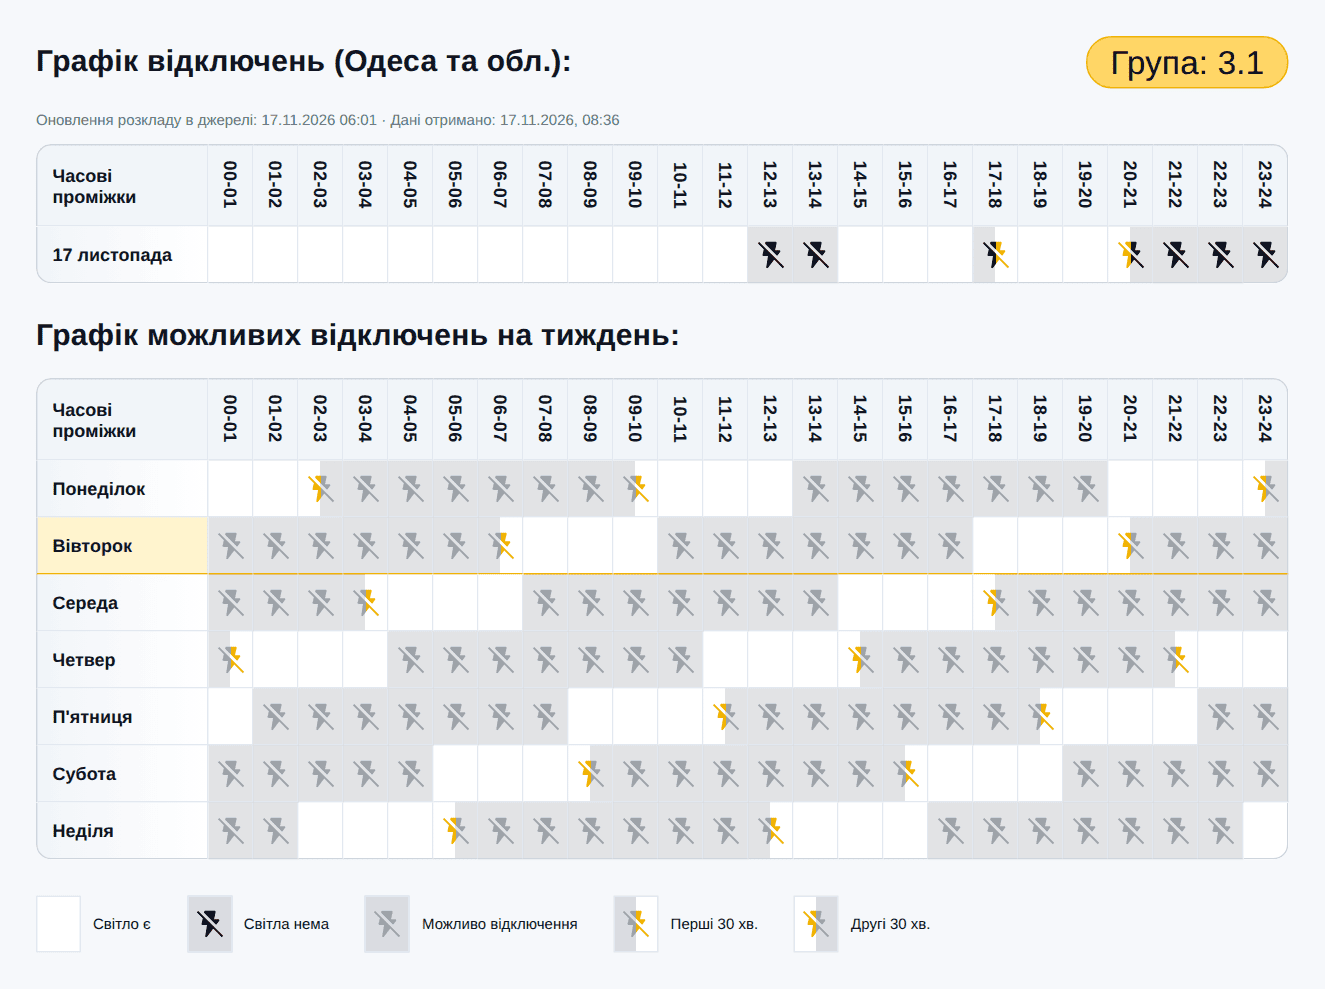 Графік відключень (Одеса та обл.):
Група: 3.1
Оновлення розкладу в джерелі: 17.11.2026 06:01 · Дані отримано: 17.11.2026, 08:36
Часові проміжки 00-01 01-02 02-03 03-04 04-05 05-06 06-07 07-08 08-09 09-10 10-11 11-12 12-13 13-14 14-15 15-16 16-17 17-18 18-19 19-20 20-21 21-22 22-23 23-24
17 листопада
Графік можливих відключень на тиждень:
Часові проміжки 00-01 01-02 02-03 03-04 04-05 05-06 06-07 07-08 08-09 09-10 10-11 11-12 12-13 13-14 14-15 15-16 16-17 17-18 18-19 19-20 20-21 21-22 22-23 23-24
Понеділок
Вівторок
Середа
Четвер
П'ятниця
Субота
Неділя
Світло є Світла нема Можливо відключення Перші 30 хв. Другі 30 хв.